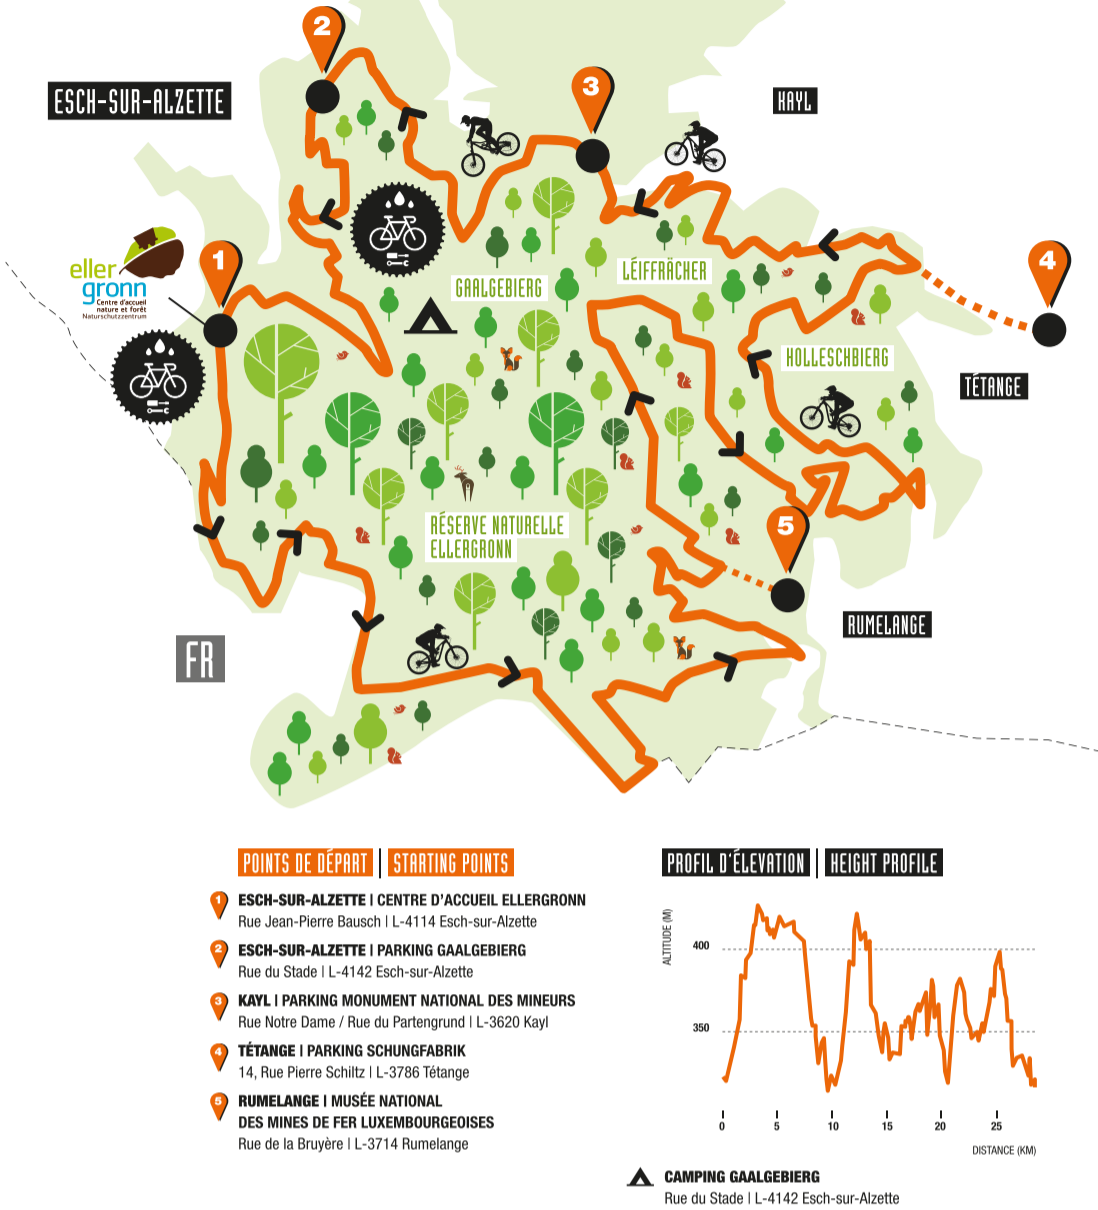 2
3
ESCH-SUR-ALZETTE
KAYL
eller
gronn
Centre d'accueil
nature et forêt
Naturschutzzentrum
1
4
GAALGEBIERG
LÉIFFRÄCHER
HOLLESCHBIERG
TÉTANGE
RÉSERVE NATURELLE
ELLERGRONN
5
RUMELANGE
FR
POINTS DE DÉPART | STARTING POINTS
1 ESCH-SUR-ALZETTE | CENTRE D'ACCUEIL ELLERGRONN
Rue Jean-Pierre Bausch | L-4114 Esch-sur-Alzette
2 ESCH-SUR-ALZETTE | PARKING GAALGEBIERG
Rue du Stade | L-4142 Esch-sur-Alzette
3 KAYL | PARKING MONUMENT NATIONAL DES MINEURS
Rue Notre Dame / Rue du Partengrund | L-3620 Kayl
4 TÉTANGE | PARKING SCHUNGFABRIK
14, Rue Pierre Schiltz | L-3786 Tétange
5 RUMELANGE | MUSÉE NATIONAL
DES MINES DE FER LUXEMBOURGEOISES
Rue de la Bruyère | L-3714 Rumelange
PROFIL D'ÉLEVATION | HEIGHT PROFILE
ALTITUDE (M)
400
350
0 5 10 15 20 25
DISTANCE (KM)
CAMPING GAALGEBIERG
Rue du Stade | L-4142 Esch-sur-Alzette